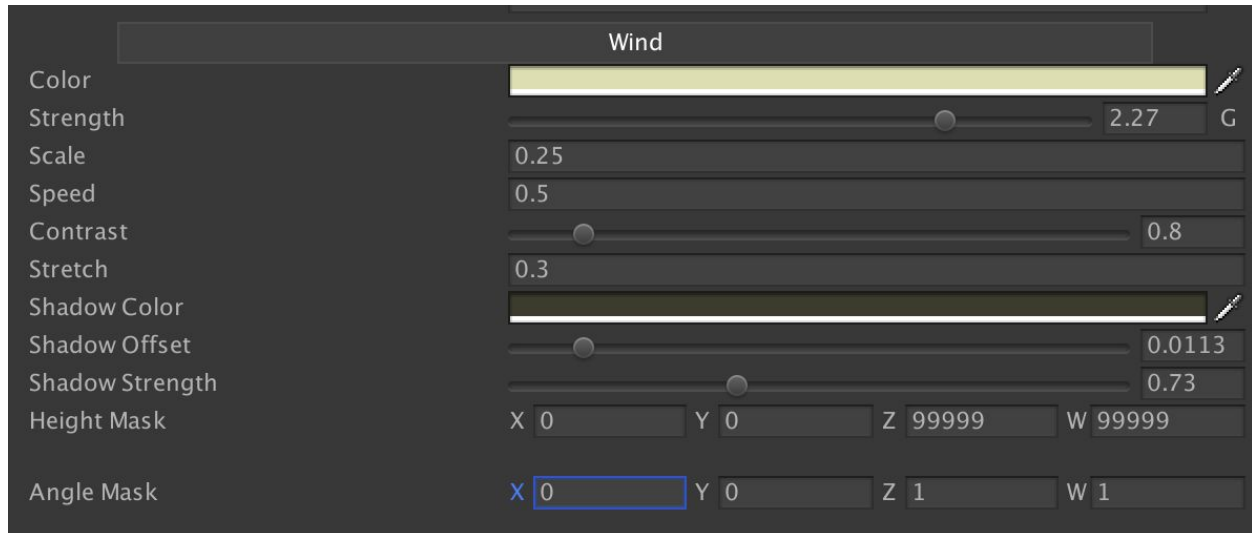 Wind
Color
Strength 2.27 G
Scale 0.25
Speed 0.5
Contrast 0.8
Stretch 0.3
Shadow Color
Shadow Offset 0.0113
Shadow Strength 0.73
Height Mask X 0 Y 0 Z 99999 W 99999
Angle Mask X 0 Y 0 Z 1 W 1